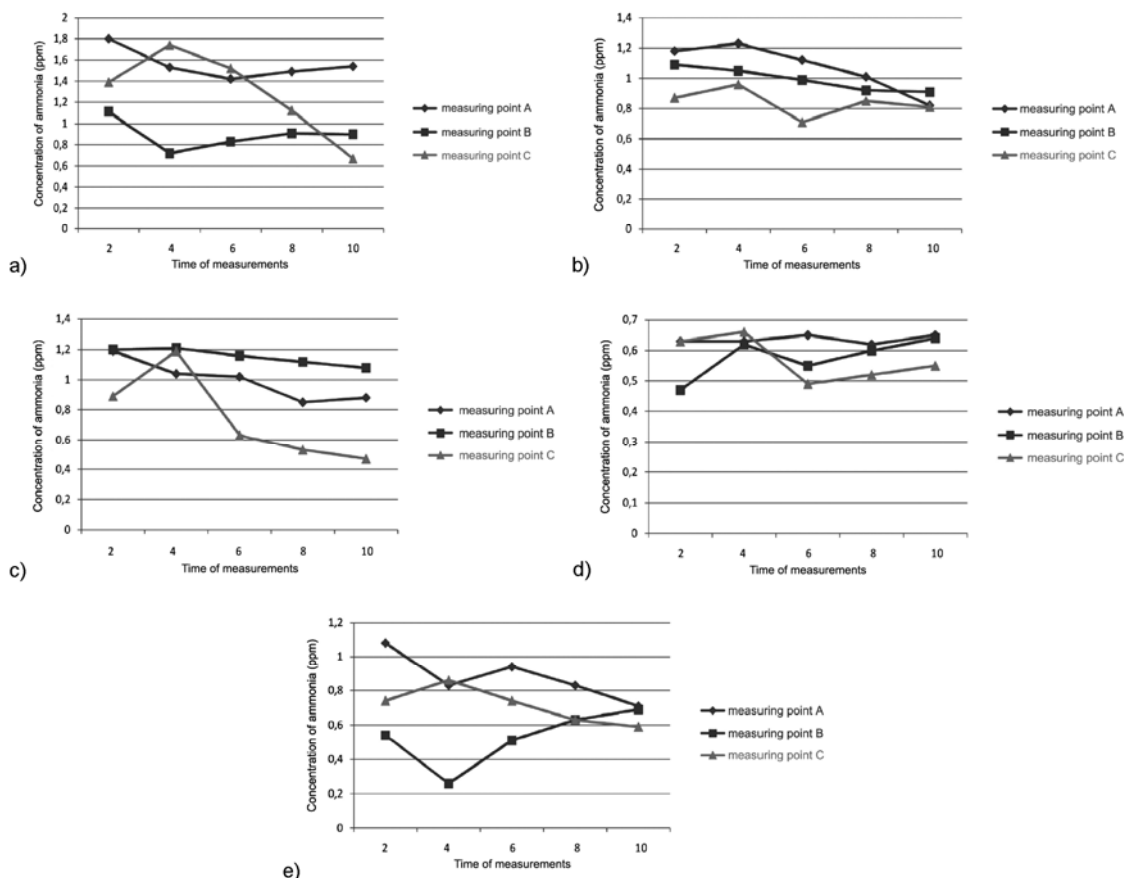 Concentration of ammonia (ppm)
2
1,8
1,6
1,4
1,2
1
0,8
0,6
0,4
0,2
0
2 4 6 8 10
Time of measurements
measuring point A
measuring point B
measuring point C
a)
Concentration of ammonia (ppm)
1,4
1,2
1
0,8
0,6
0,4
0,2
0
2 4 6 8 10
Time of measurements
measuring point A
measuring point B
measuring point C
b)
Concentration of ammonia (ppm)
1,4
1,2
1
0,8
0,6
0,4
0,2
0
2 4 6 8 10
Time of measurements
measuring point A
measuring point B
measuring point C
c)
Concentration of ammonia (ppm)
0,7
0,6
0,5
0,4
0,3
0,2
0,1
0
2 4 6 8 10
Time of measurements
measuring point A
measuring point B
measuring point C
d)
Concentration of ammonia (ppm)
1,2
1
0,8
0,6
0,4
0,2
0
2 4 6 8 10
Time of measurements
measuring point A
measuring point B
measuring point C
e)